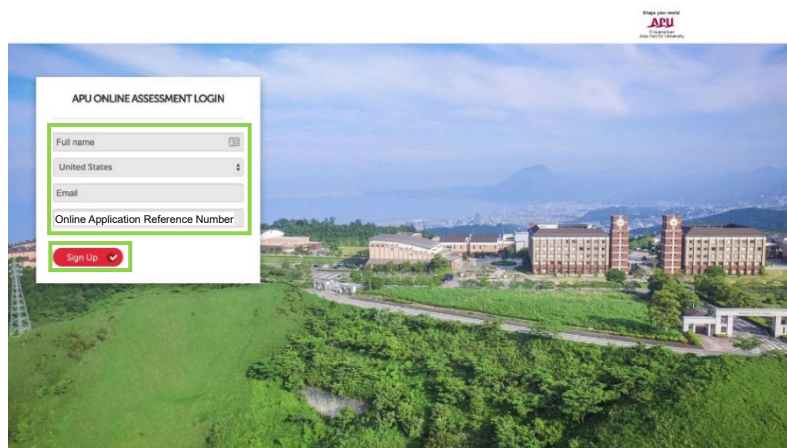 Shape your world
APU
Ritsumeikan
Asia Pacific University
APU ONLINE ASSESSMENT LOGIN
Full name
United States
Email
Online Application Reference Number
Sign Up